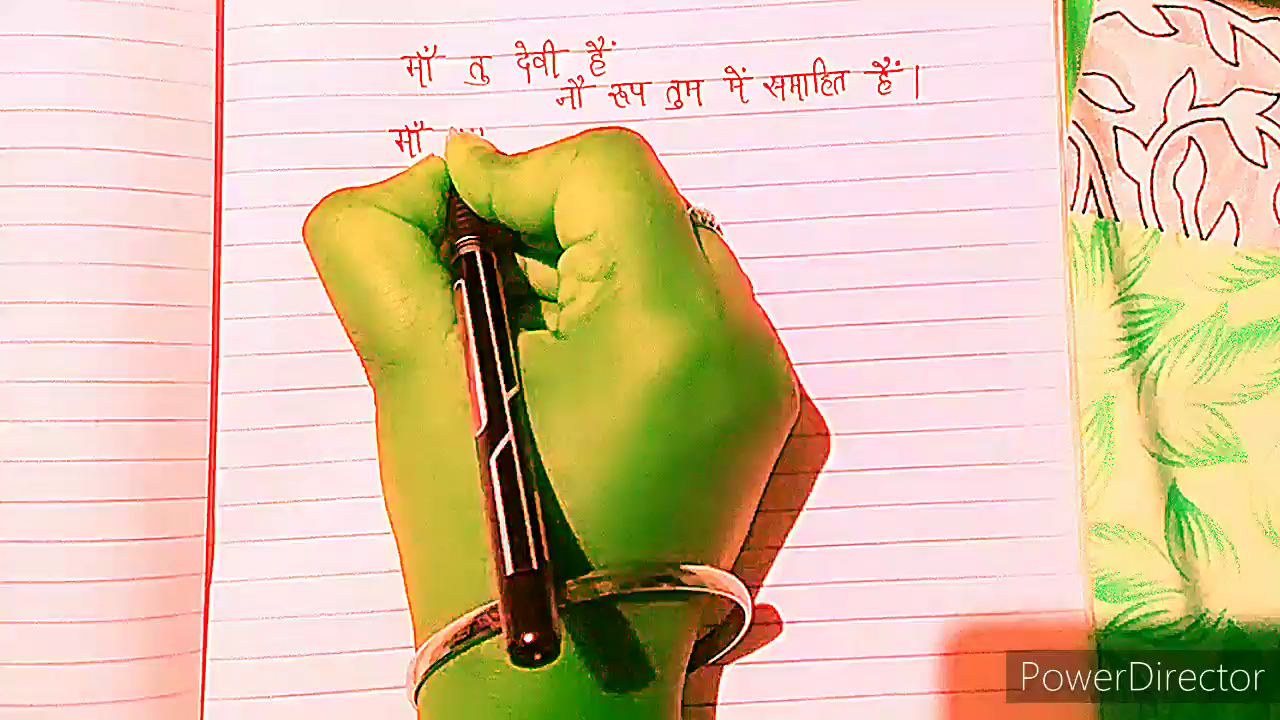 माँ तु देवी हैं
नौ रूप तुम में समाहित हैं।
माँ
PowerDirector